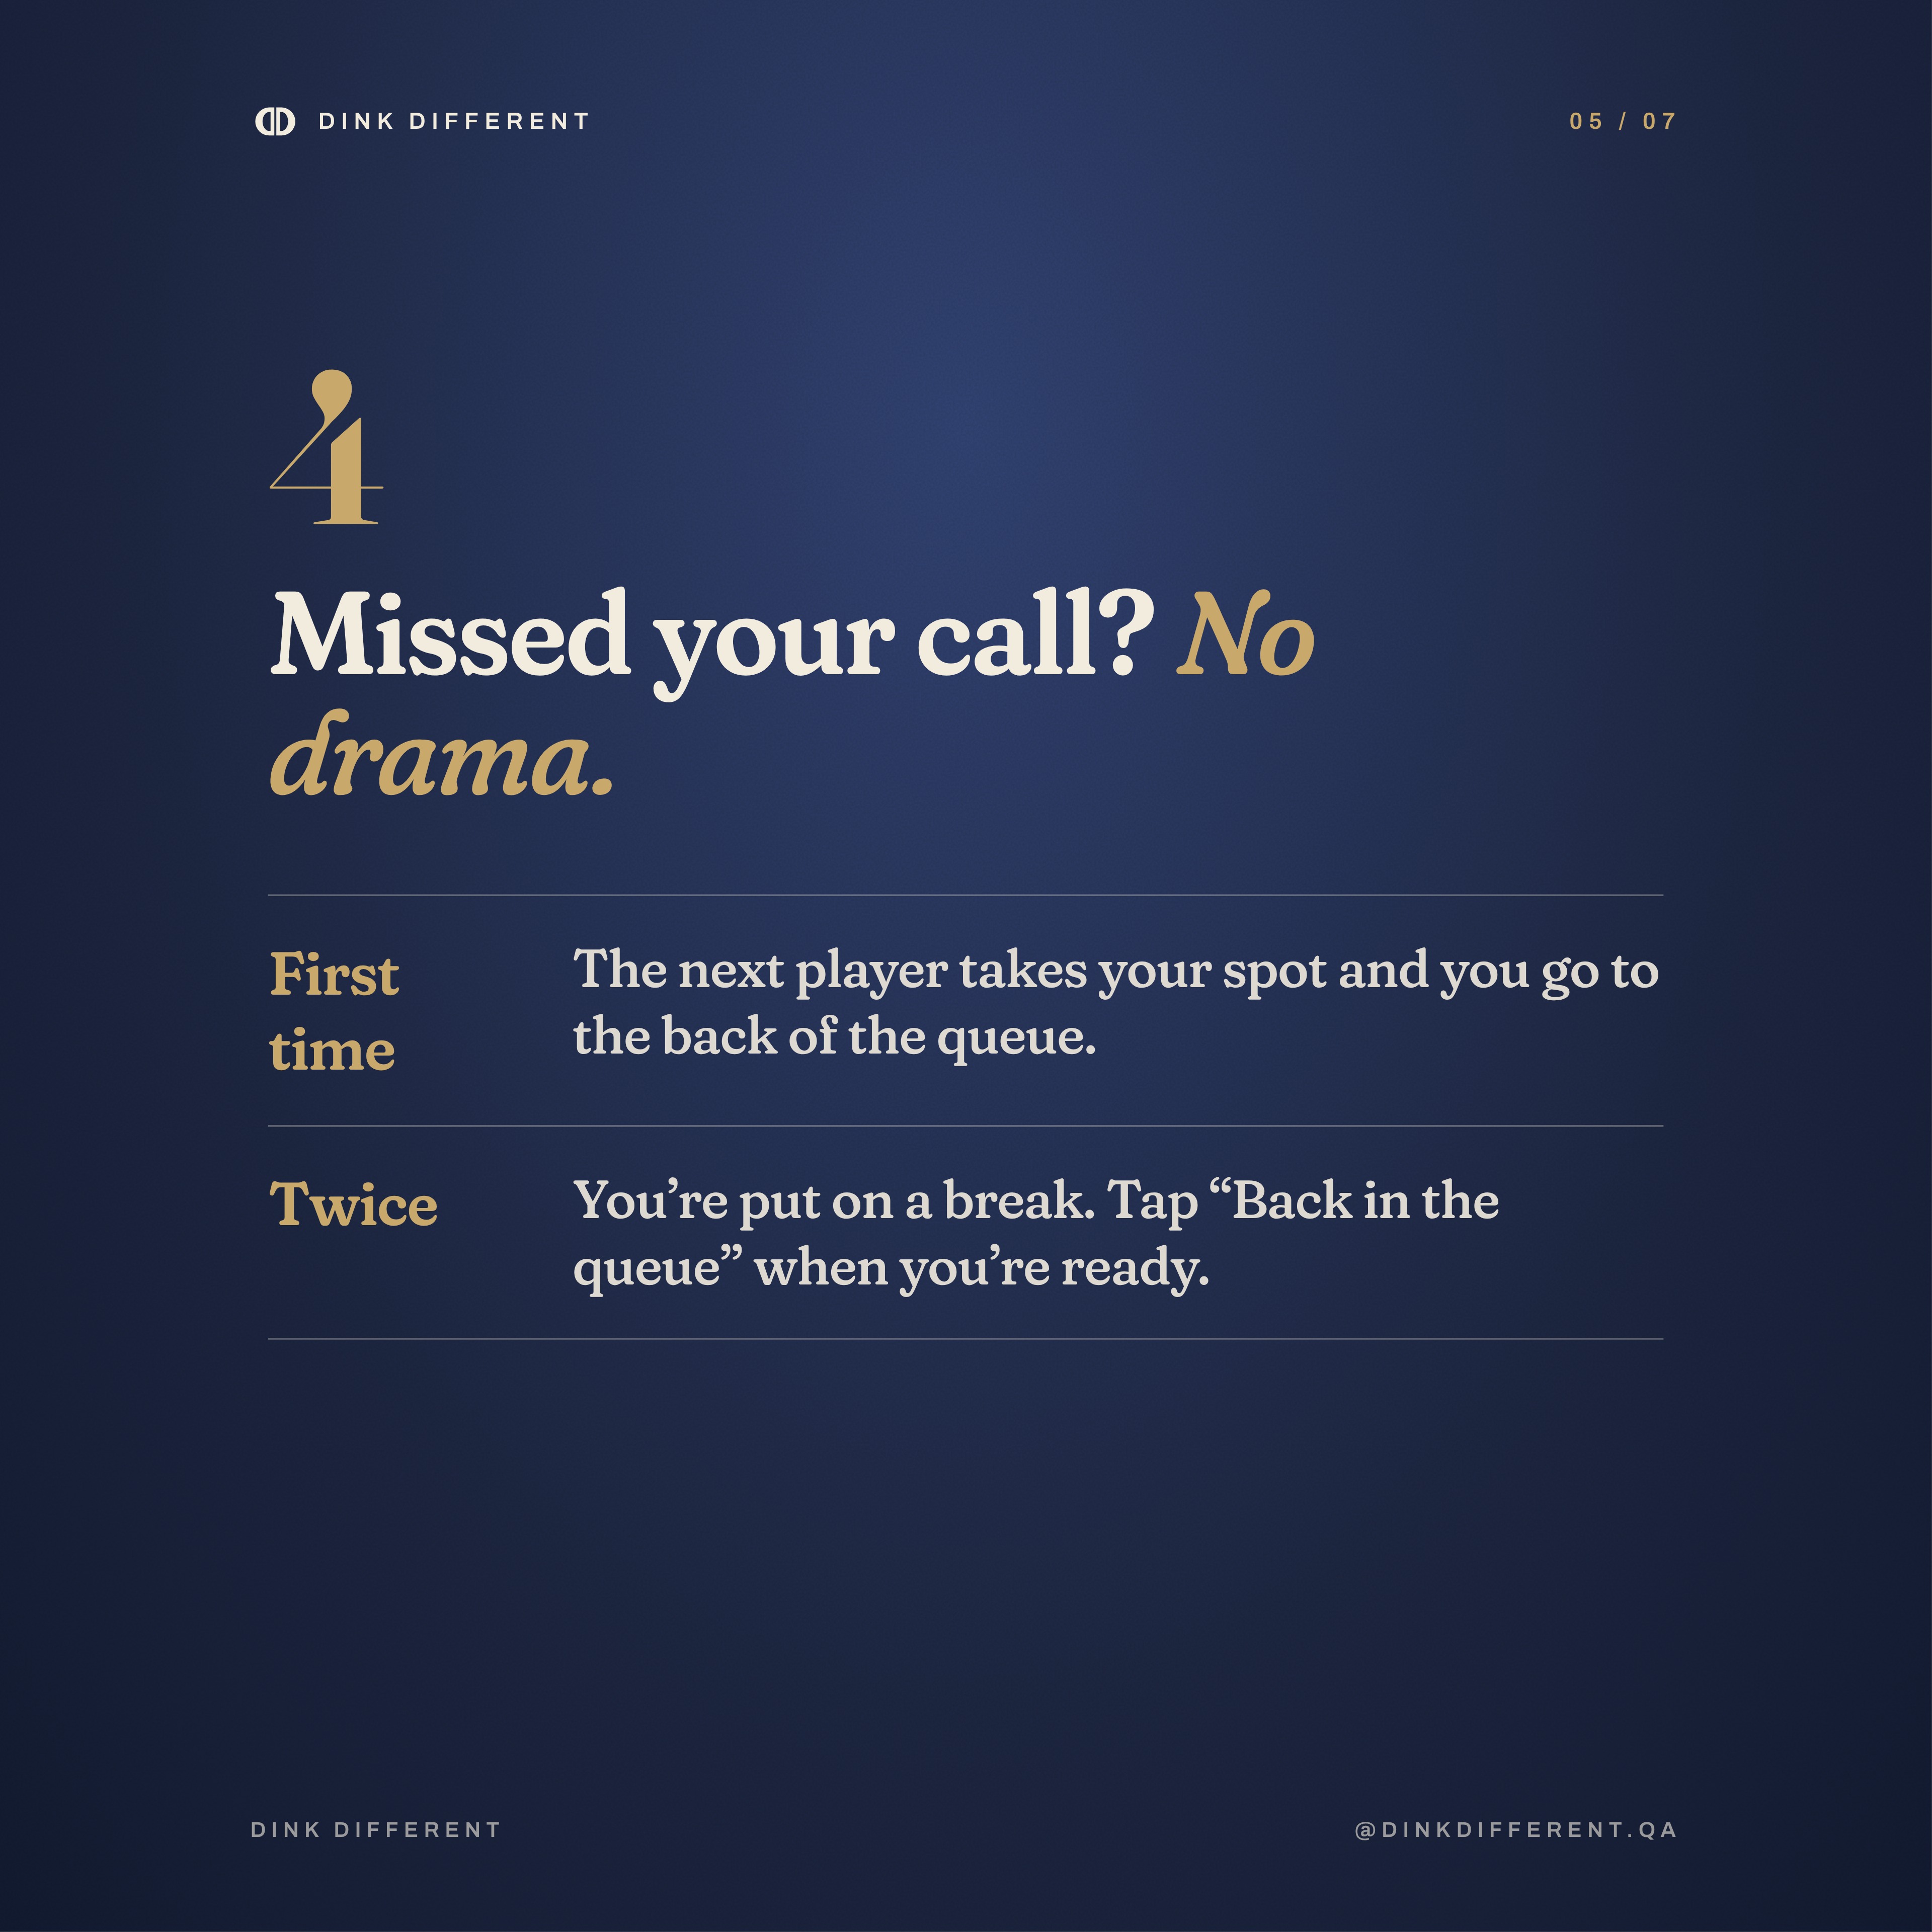 DINK DIFFERENT
05 / 07
4
Missed your call? No
drama.
First
time
The next player takes your spot and you go to
the back of the queue.
Twice
You’re put on a break. Tap “Back in the
queue” when you’re ready.
DINK DIFFERENT
@DINKDIFFERENT.QA